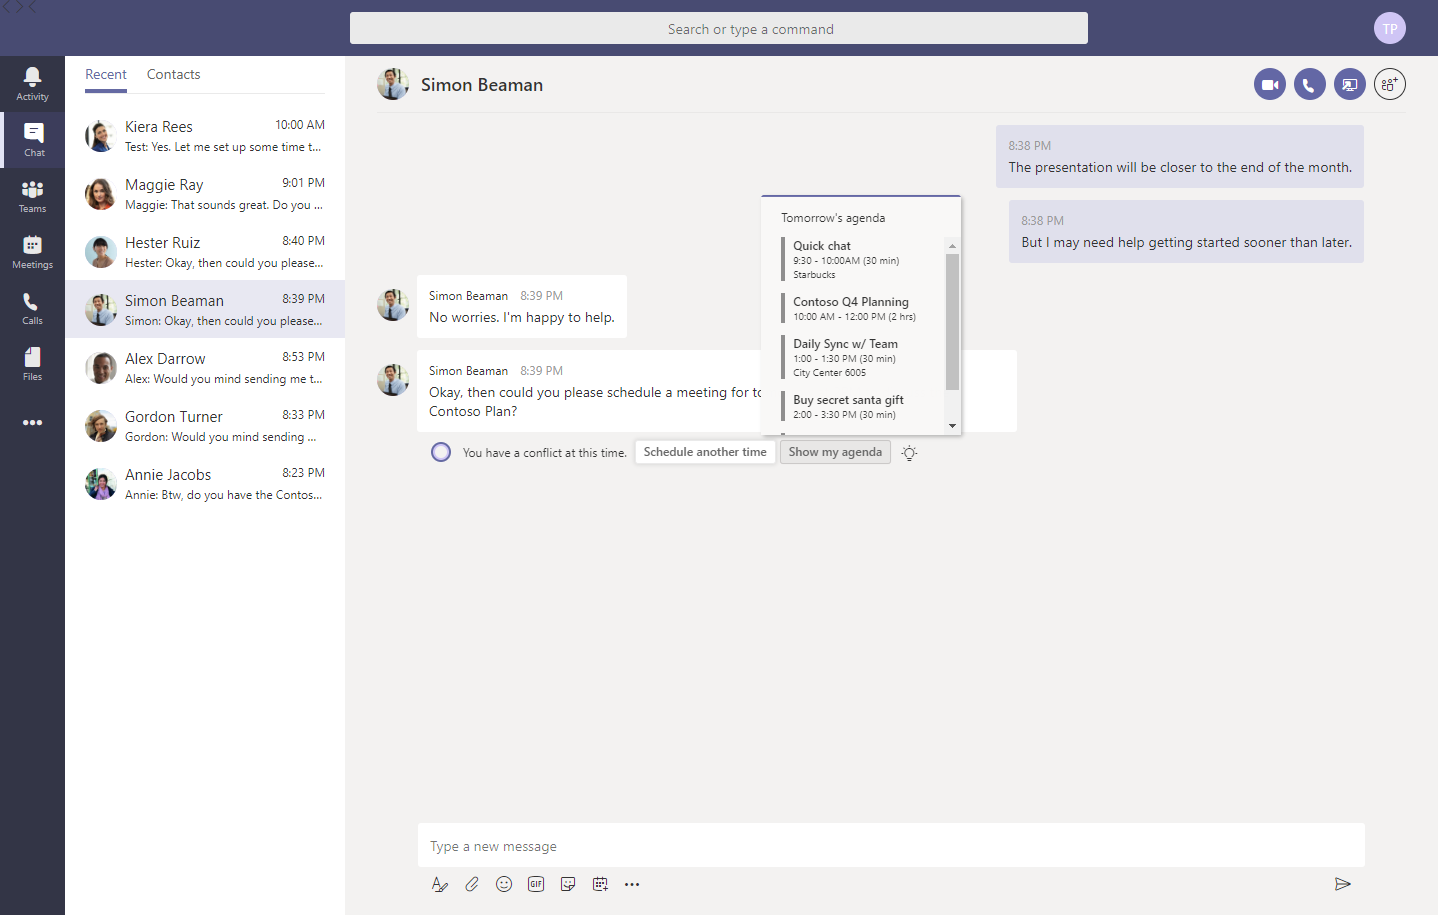 Search or type a command
TP
Activity
Chat
Teams
Meetings
Calls
Files
Recent
Contacts
Kiera Rees
10:00 AM
Test: Yes. Let me set up some time t...
Maggie Ray
9:01 PM
Maggie: That sounds great. Do you ...
Hester Ruiz
8:40 PM
Hester: Okay, then could you please...
Simon Beaman
8:39 PM
Simon: Okay, then could you please...
Alex Darrow
8:53 PM
Alex: Would you mind sending me t...
Gordon Turner
8:33 PM
Gordon: Would you mind sending ...
Annie Jacobs
8:23 PM
Annie: Btw, do you have the Contos...
Simon Beaman
8:38 PM
The presentation will be closer to the end of the month.
8:38 PM
But I may need help getting started sooner than later.
Simon Beaman 8:39 PM
No worries. I'm happy to help.
Simon Beaman 8:39 PM
Okay, then could you please schedule a meeting for to
Contoso Plan?
Tomorrow's agenda
Quick chat
9:30 - 10:00AM (30 min)
Starbucks
Contoso Q4 Planning
10:00 AM - 12:00 PM (2 hrs)
Daily Sync w/ Team
1:00 - 1:30 PM (30 min)
City Center 6005
Buy secret santa gift
2:00 - 3:30 PM (30 min)
You have a conflict at this time.
Schedule another time
Show my agenda
Type a new message
GIF